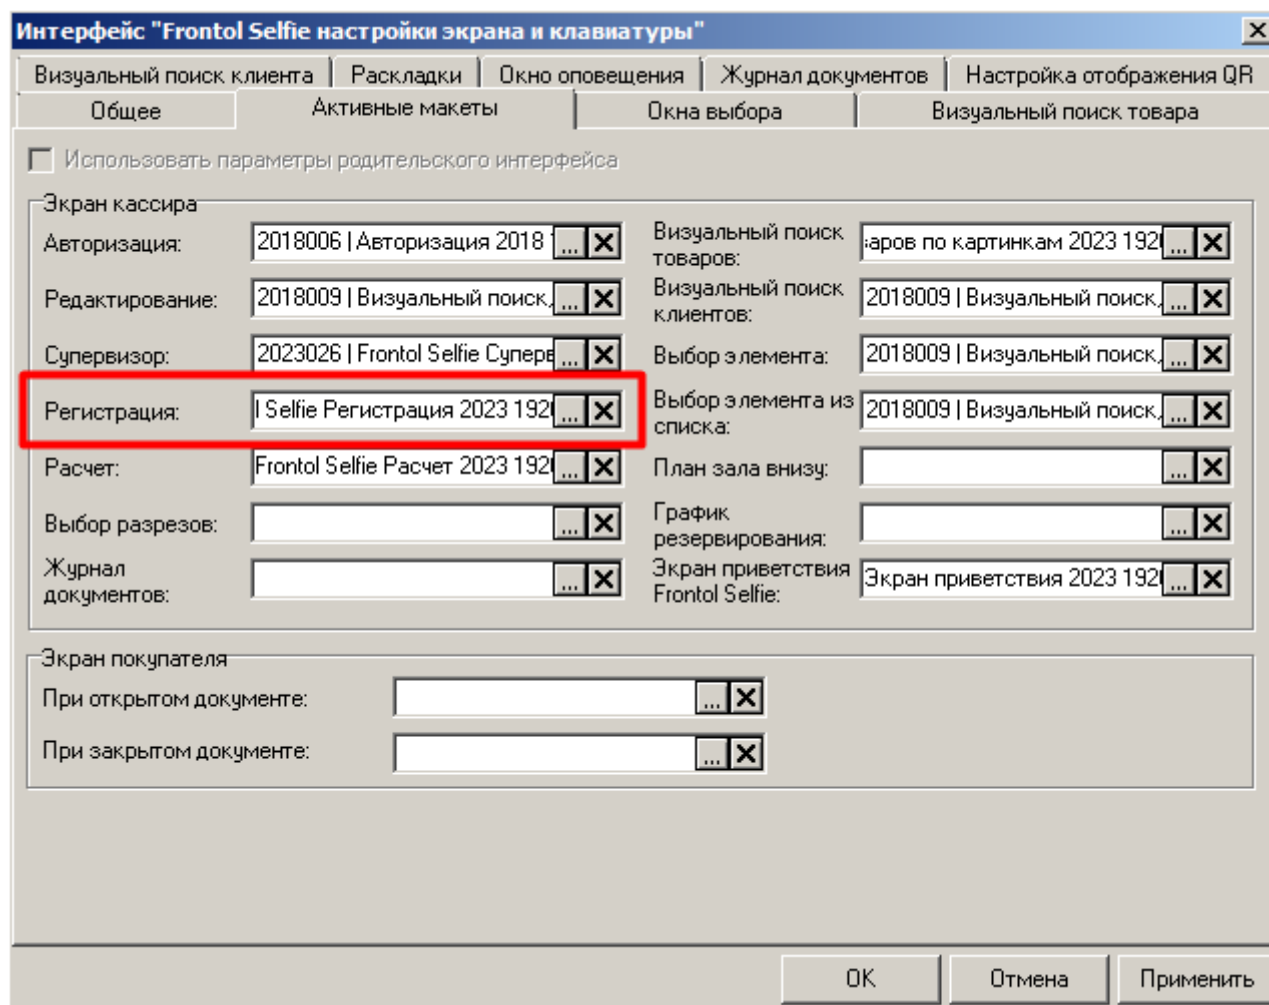 Интерфейс "Frontol Selfie настройки экрана и клавиатуры"
Визуальный поиск клиента Раскладки Окно оповещения Журнал документов Настройка отображения QR
Общее Активные макеты Окна выбора Визуальный поиск товара
Использовать параметры родительского интерфейса
Экран кассира
Авторизация: 2018006 | Авторизация 2018 ...
Визуальный поиск товаров: аров по картинкам 2023 192 ...
Редактирование: 2018009 | Визуальный поиск, ...
Визуальный поиск клиентов: 2018009 | Визуальный поиск, ...
Супервизор: 2023026 | Frontol Selfie Суперв ...
Выбор элемента: 2018009 | Визуальный поиск, ...
Регистрация: l Selfie Регистрация 2023 192 ...
Выбор элемента из списка: 2018009 | Визуальный поиск, ...
Расчет: Frontol Selfie Расчет 2023 192 ...
План зала внизу: ...
Выбор разрезов: ...
График резервирования: ...
Журнал документов: ...
Экран приветствия Frontol Selfie: Экран приветствия 2023 192 ...
Экран покупателя
При открытом документе: ...
При закрытом документе: ...
OK Отмена Применить